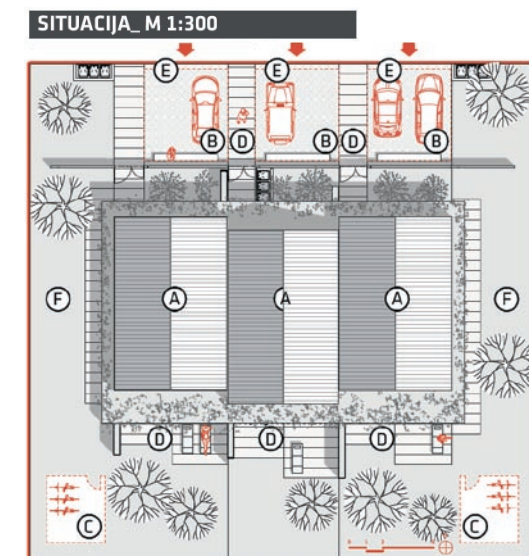 SITUACIJA_ M 1:300
E E E
B D B D B
A A A
F F
D D D
C C